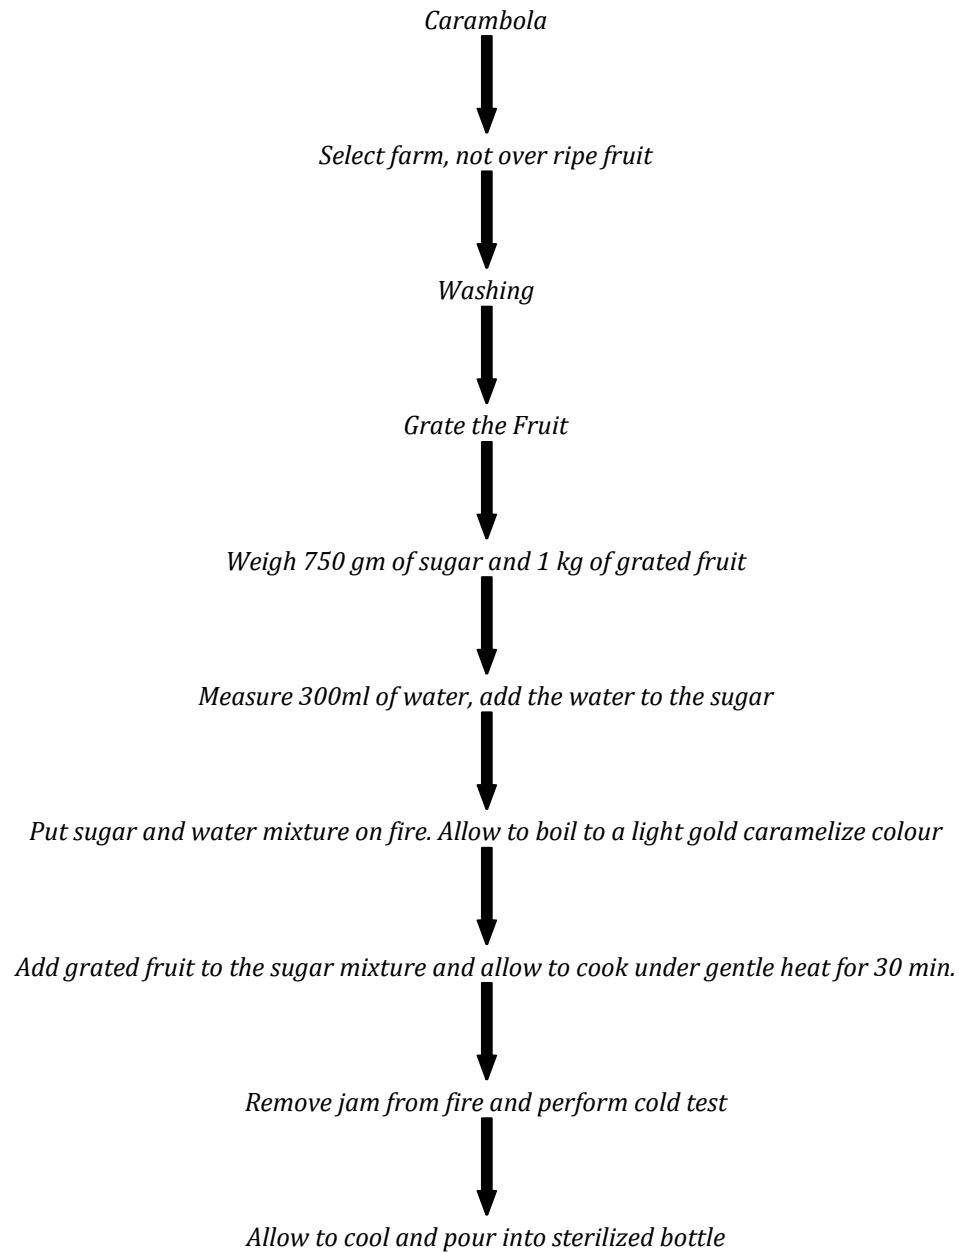 Carambola
Select farm, not over ripe fruit
Washing
Grate the Fruit
Weigh 750 gm of sugar and 1 kg of grated fruit
Measure 300ml of water, add the water to the sugar
Put sugar and water mixture on fire. Allow to boil to a light gold caramelize colour
Add grated fruit to the sugar mixture and allow to cook under gentle heat for 30 min.
Remove jam from fire and perform cold test
Allow to cool and pour into sterilized bottle